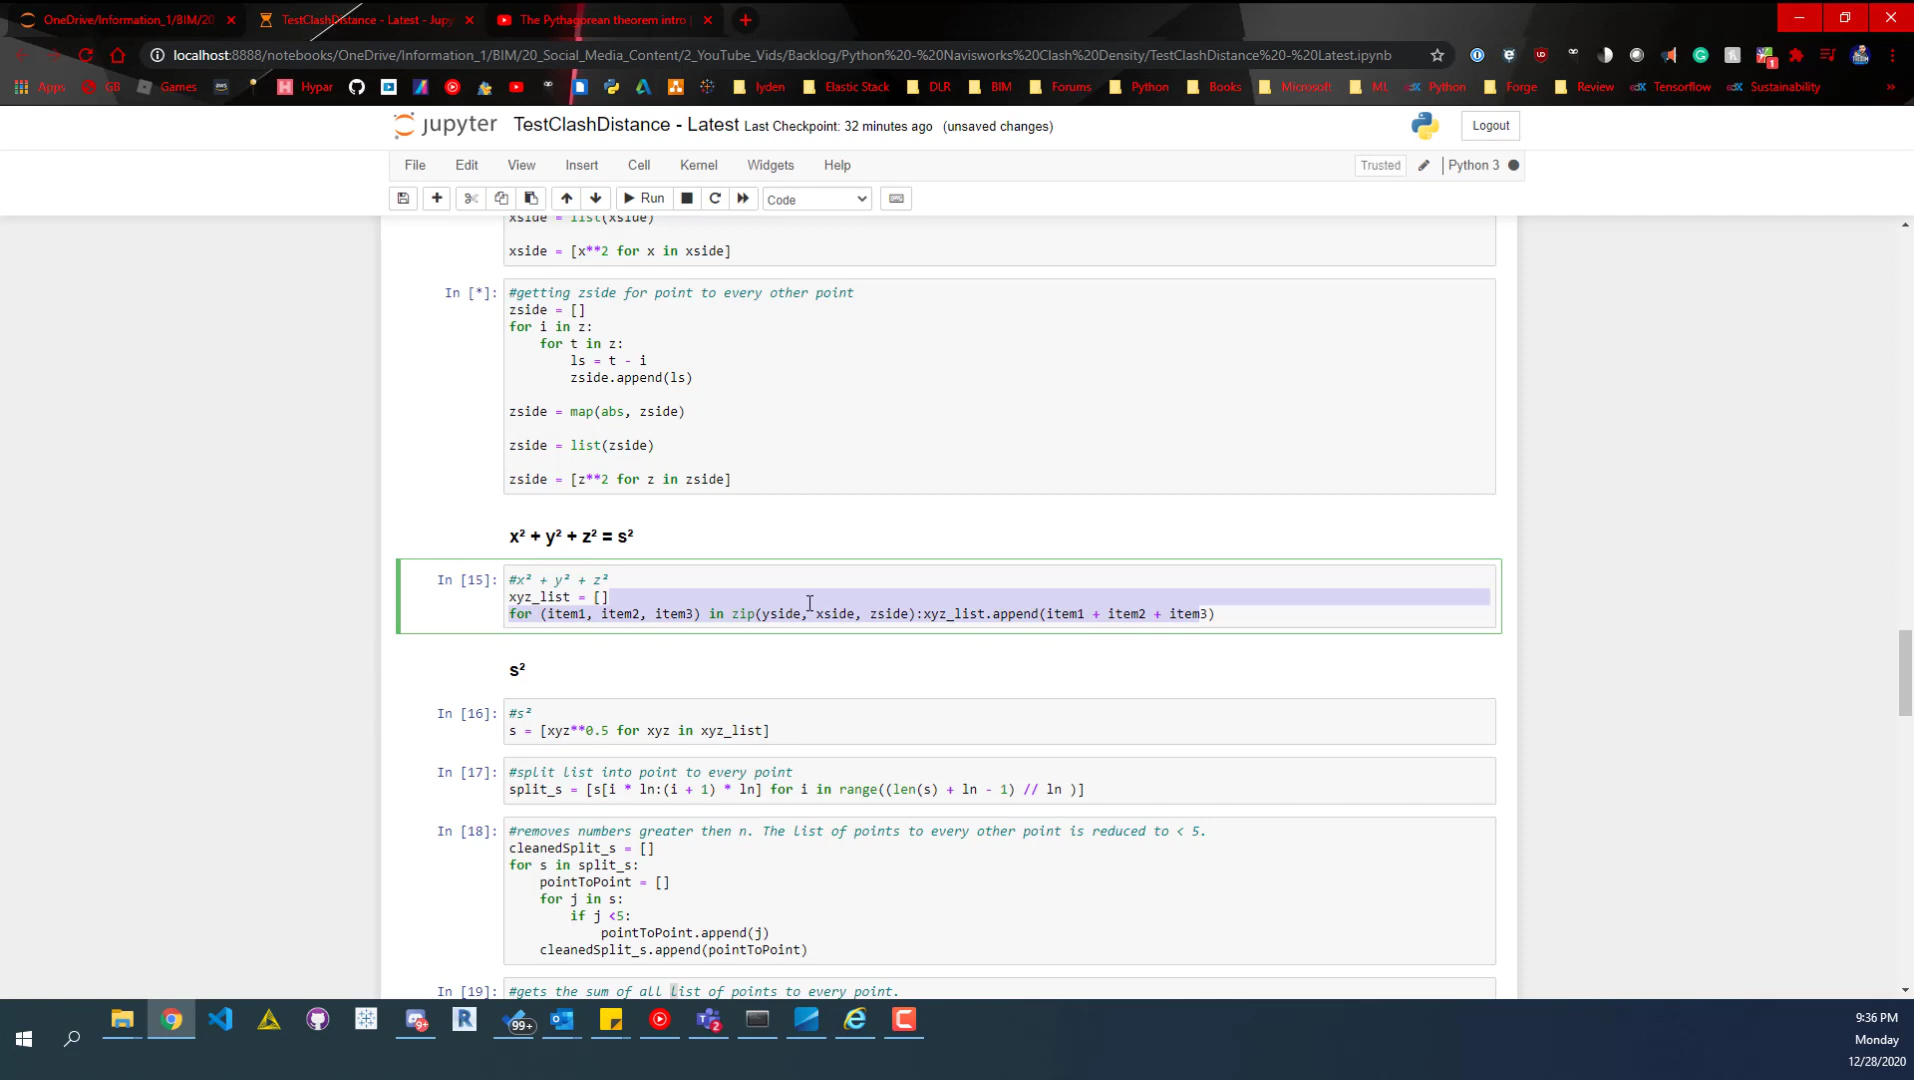 OneDrive/Information_1/BIM/20
TestClashDistance - Latest - Jupy
The Pythagorean theorem intro |
localhost:8888/notebooks/OneDrive/Information_1/BIM/20_Social_Media_Content/2_YouTube_Vids/Backlog/Python%20-%20Navisworks%20Clash%20Density/TestClashDistance%20-%20Latest.ipynb
Apps GB Games aws Hypar Iyden Elastic Stack DLR BIM Forums Python Books Microsoft ML Python Forge Review Tensorflow Sustainability »
jupyter TestClashDistance - Latest Last Checkpoint: 32 minutes ago (unsaved changes) Logout
File Edit View Insert Cell Kernel Widgets Help Trusted Python 3
Run Code
xside = list(xside)
xside = [x**2 for x in xside]
In [*]: #getting zside for point to every other point
zside = []
for i in z:
for t in z:
ls = t - i
zside.append(ls)
zside = map(abs, zside)
zside = list(zside)
zside = [z**2 for z in zside]
x² + y² + z² = s²
In [15]: #x² + y² + z²
xyz_list = []
for (item1, item2, item3) in zip(yside, xside, zside):xyz_list.append(item1 + item2 + item3)
s²
In [16]: #s²
s = [xyz**0.5 for xyz in xyz_list]
In [17]: #split list into point to every point
split_s = [s[i * ln:(i + 1) * ln] for i in range((len(s) + ln - 1) // ln )]
In [18]: #removes numbers greater then n. The list of points to every other point is reduced to < 5.
cleanedSplit_s = []
for s in split_s:
pointToPoint = []
for j in s:
if j <5:
pointToPoint.append(j)
cleanedSplit_s.append(pointToPoint)
In [19]: #gets the sum of all list of points to every point.
9+ R 99+ 2
9:36 PM
Monday
12/28/2020